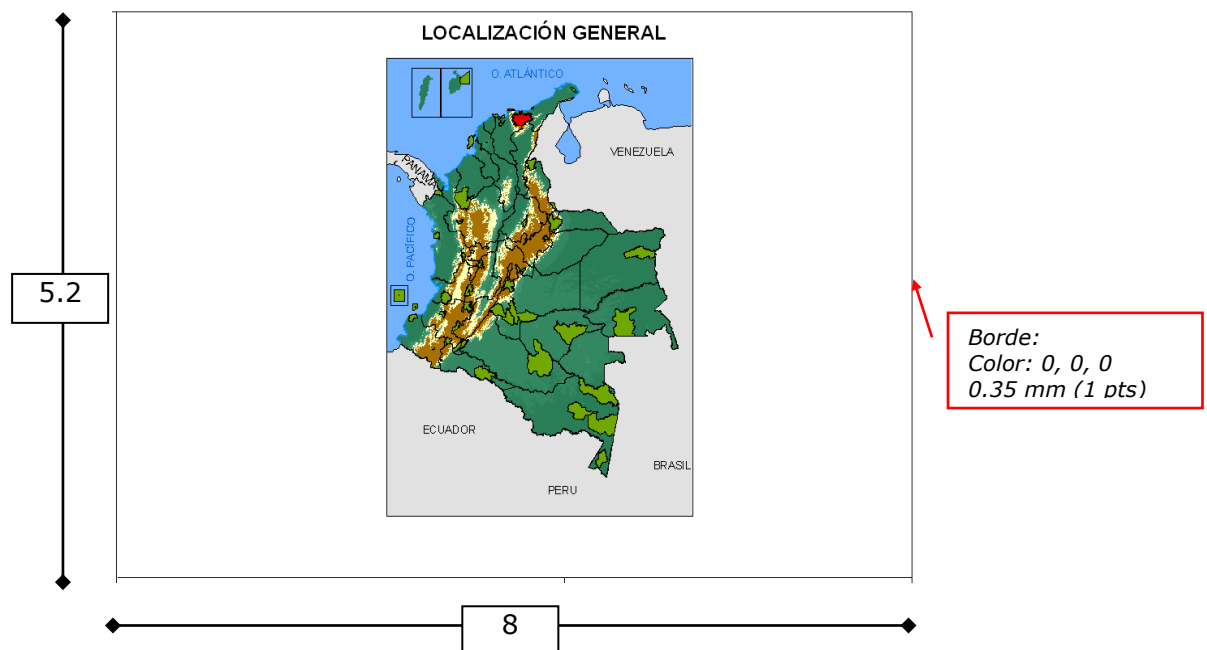 LOCALIZACIÓN GENERAL
O. ATLÁNTICO
VENEZUELA
PANAMA
O. PACÍFICO
5.2
Borde:
Color: 0, 0, 0
0.35 mm (1 pts)
ECUADOR
BRASIL
PERU
8